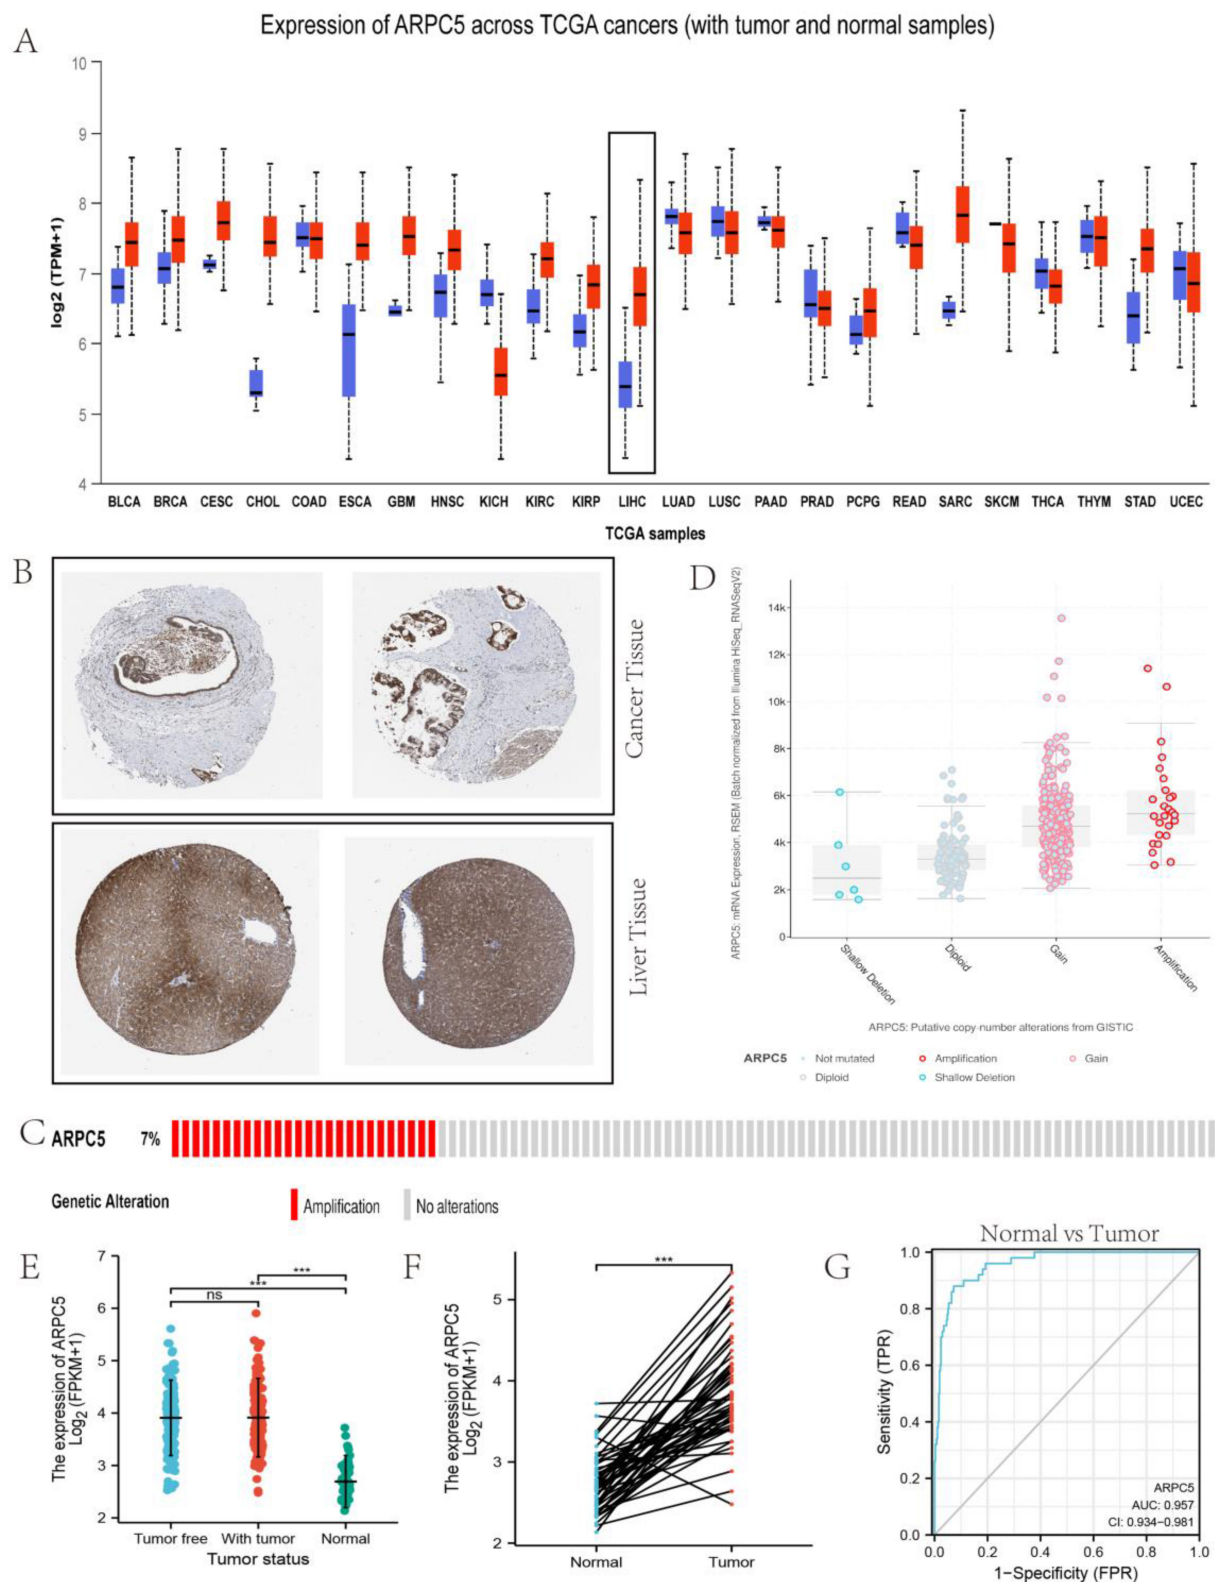 A
Expression of ARPC5 across TCGA cancers (with tumor and normal samples)
log2 (TPM+1)
10
9
8
7
6
5
4
BLCA BRCA CESC CHOL COAD ESCA GBM HNSC KICH KIRC KIRP LIHC LUAD LUSC PAAD PRAD PCPG READ SARC SKCM THCA THYM STAD UCEC
TCGA samples
B
Cancer Tissue
Liver Tissue
D
ARPC5: mRNA Expression, RSEM (Batch normalized from Illumina HiSeq_RNASeqV2)
14k
12k
10k
8k
6k
4k
2k
0
Shallow Deletion
Diploid
Gain
Amplification
ARPC5: Putative copy-number alterations from GISTIC
ARPC5 Not mutated Amplification Gain
Diploid Shallow Deletion
C
ARPC5 7%
Genetic Alteration Amplification No alterations
E
The expression of ARPC5
Log2 (FPKM+1)
7
6
5
4
3
2
***
***
ns
Tumor free With tumor Normal
Tumor status
F
The expression of ARPC5
Log2 (FPKM+1)
5
4
3
2
***
Normal Tumor
G
Normal vs Tumor
Sensitivity (TPR)
1.0
0.8
0.6
0.4
0.2
0.0
ARPC5
AUC: 0.957
CI: 0.934-0.981
0.0 0.2 0.4 0.6 0.8 1.0
1-Specificity (FPR)